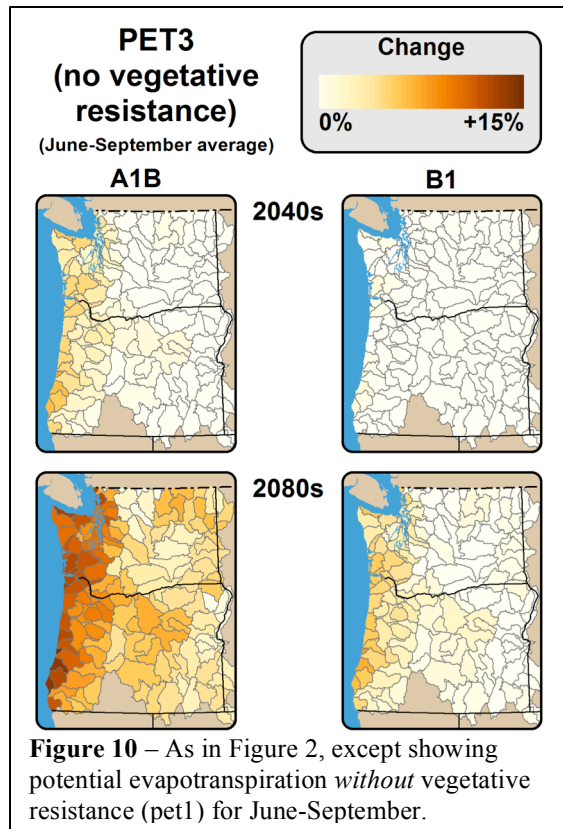 PET3
(no vegetative
resistance)
(June-September average)
Change
0% +15%
A1B B1
2040s
2080s
Figure 10 – As in Figure 2, except showing
potential evapotranspiration without vegetative
resistance (pet1) for June-September.